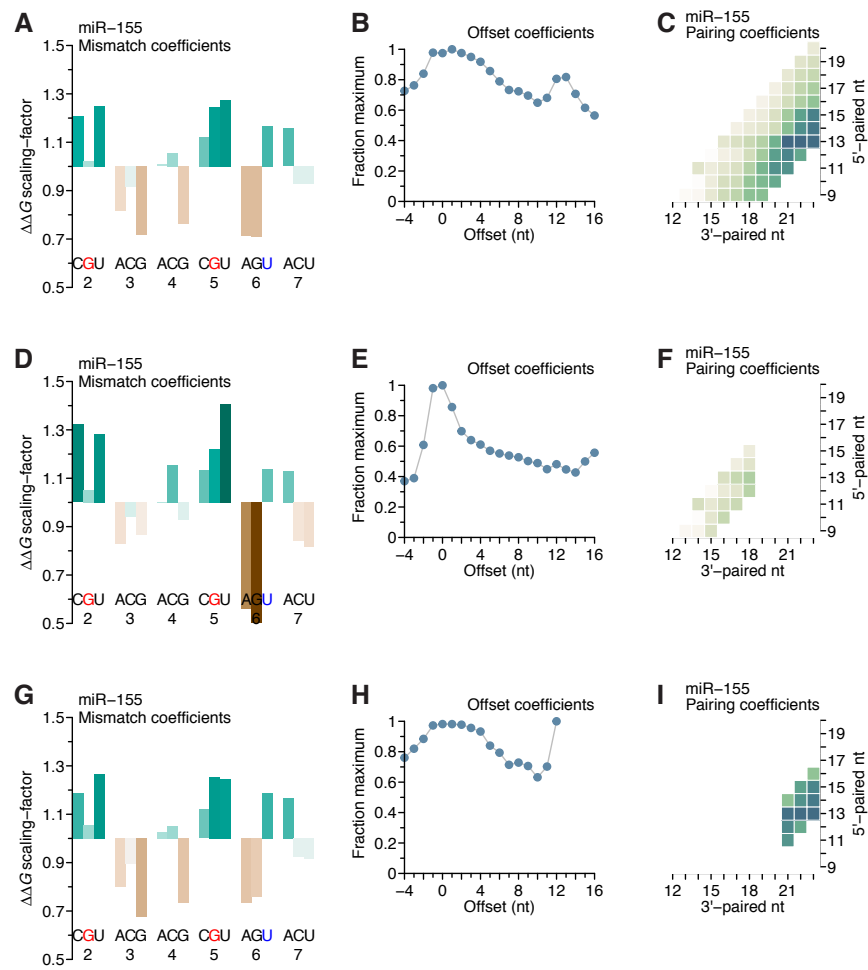 A
miR−155
Mismatch coefficients
ΔΔG scaling−factor
1.5
1.3
1.1
0.9
0.7
0.5
CGU ACG ACG CGU AGU ACU
2 3 4 5 6 7
B
Offset coefficients
Fraction maximum
1
0.8
0.6
0.4
0.2
0
−4 0 4 8 12 16
Offset (nt)
C
miR−155
Pairing coefficients
19
17
15
13
11
9
5'−paired nt
12 15 18 21
3'−paired nt
D
miR−155
Mismatch coefficients
ΔΔG scaling−factor
1.5
1.3
1.1
0.9
0.7
0.5
CGU ACG ACG CGU AGU ACU
2 3 4 5 6 7
E
Offset coefficients
Fraction maximum
1
0.8
0.6
0.4
0.2
0
−4 0 4 8 12 16
Offset (nt)
F
miR−155
Pairing coefficients
19
17
15
13
11
9
5'−paired nt
12 15 18 21
3'−paired nt
G
miR−155
Mismatch coefficients
ΔΔG scaling−factor
1.5
1.3
1.1
0.9
0.7
0.5
CGU ACG ACG CGU AGU ACU
2 3 4 5 6 7
H
Offset coefficients
Fraction maximum
1
0.8
0.6
0.4
0.2
0
−4 0 4 8 12 16
Offset (nt)
I
miR−155
Pairing coefficients
19
17
15
13
11
9
5'−paired nt
12 15 18 21
3'−paired nt